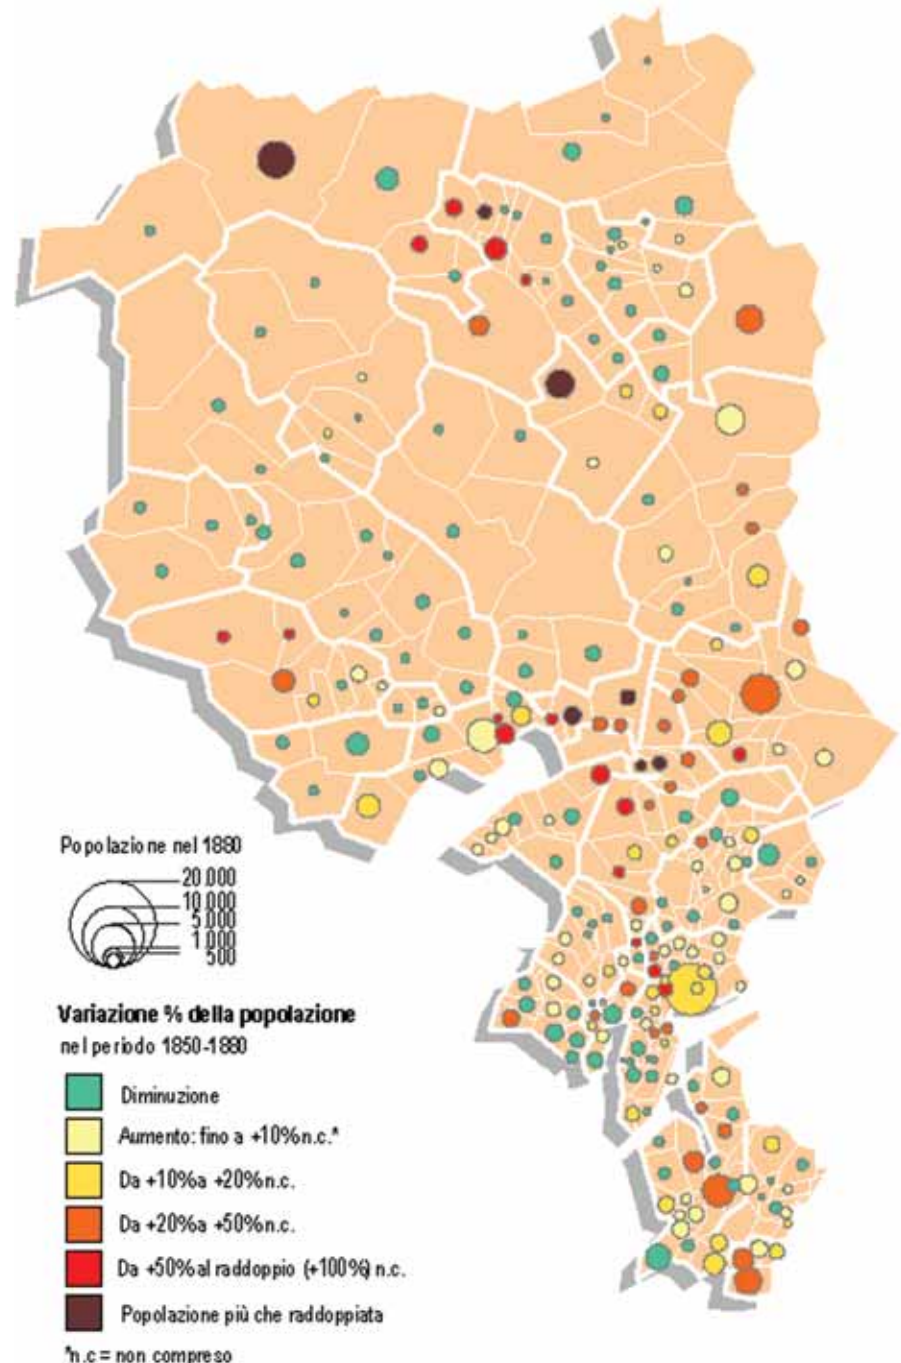 Popolazione nel 1880
20 000
10 000
5 000
1 000
500
Variazione % della popolazione
nel periodo 1850-1880
Diminuzione
Aumento: fino a +10% n.c.*
Da +10% a +20% n.c.
Da +20% a +50% n.c.
Da +50% al raddoppio (+100%) n.c.
Popolazione più che raddoppiata
*n.c = non compreso